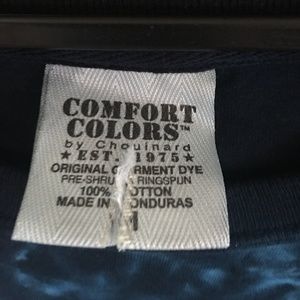 COMFORT
COLORS™
by Chouinard
★ EST. 1975 ★
ORIGINAL GARMENT DYE
PRE-SHRUNK RINGSPUN
100% COTTON
MADE IN HONDURAS